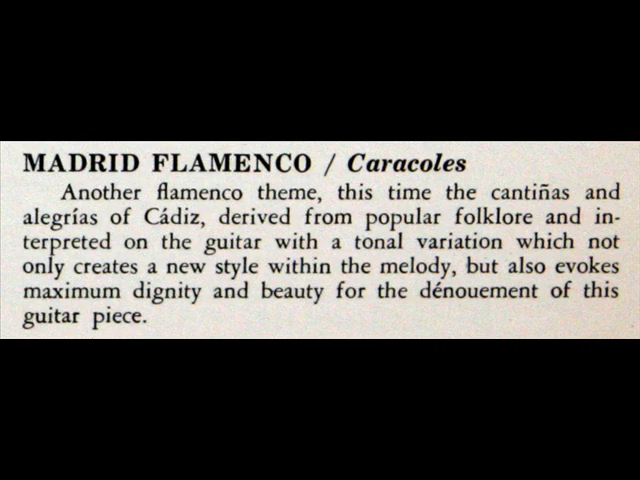 MADRID FLAMENCO / Caracoles
Another flamenco theme, this time the cantiñas and
alegrías of Cádiz, derived from popular folklore and in-
terpreted on the guitar with a tonal variation which not
only creates a new style within the melody, but also evokes
maximum dignity and beauty for the dénouement of this
guitar piece.